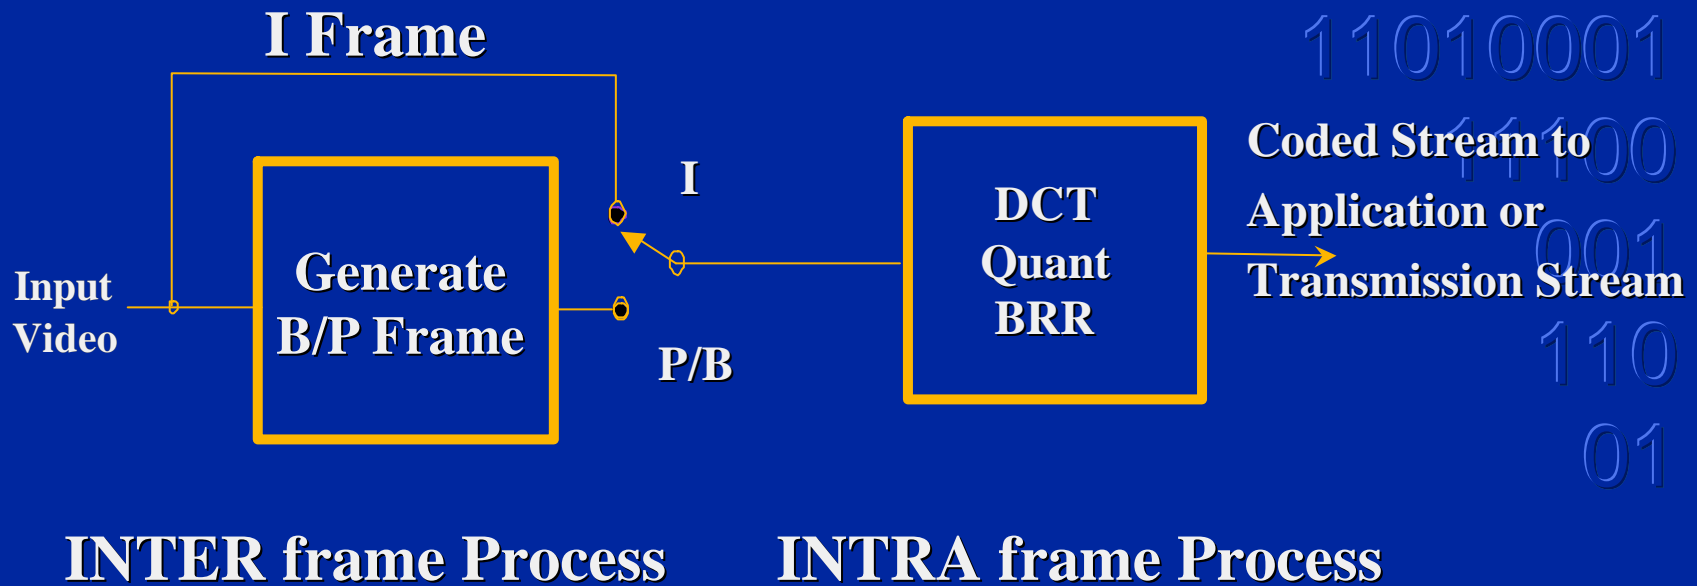 I Frame
11010001
11100
001
110
01
Input
Video
Generate
B/P Frame
I
P/B
DCT
Quant
BRR
Coded Stream to
Application or
Transmission Stream
INTER frame Process
INTRA frame Process